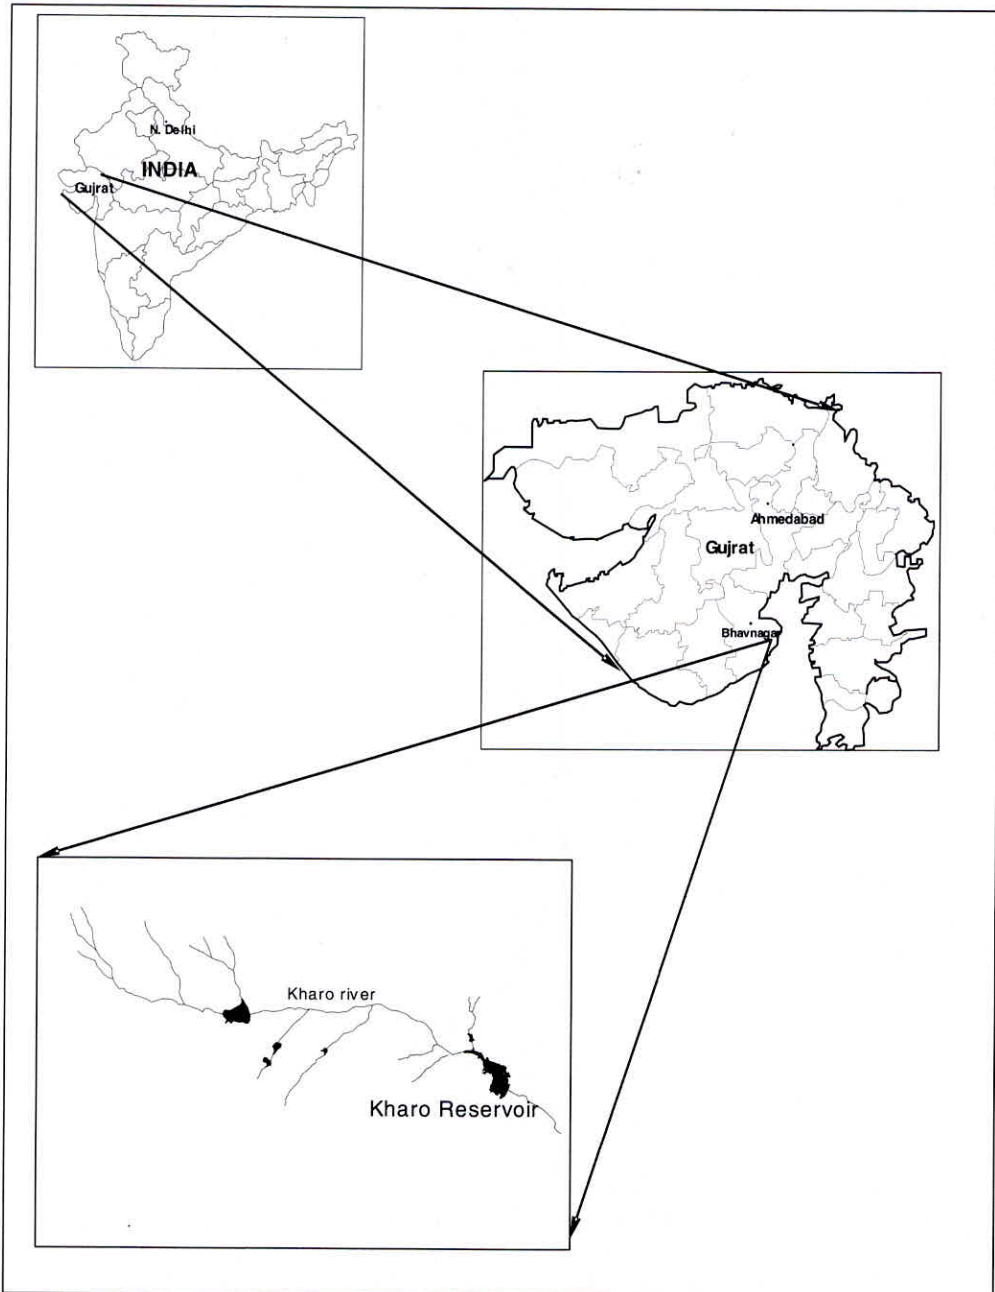 N. Delhi
INDIA
Gujrat
Ahmedabad
Gujrat
Bhavnagar
Kharo river
Kharo Reservoir